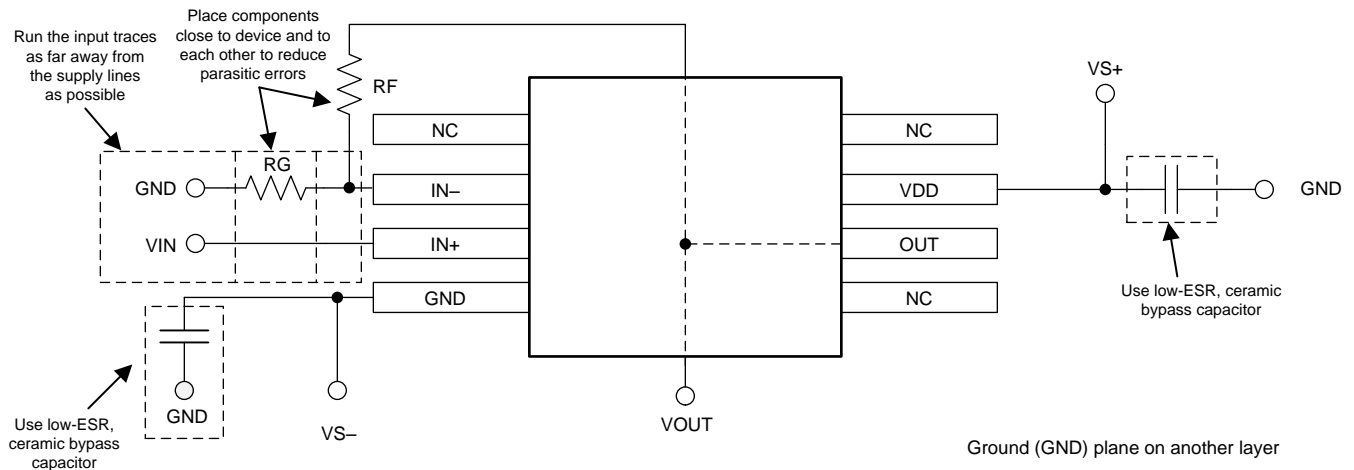 Run the input traces
as far away from
the supply lines
as possible
Place components
close to device and to
each other to reduce
parasitic errors
RF
VS+
NC
NC
RG
GND
IN–
VDD
GND
VIN
IN+
OUT
GND
NC
Use low-ESR, ceramic
bypass capacitor
GND
Use low-ESR,
ceramic bypass
capacitor
VS–
VOUT
Ground (GND) plane on another layer